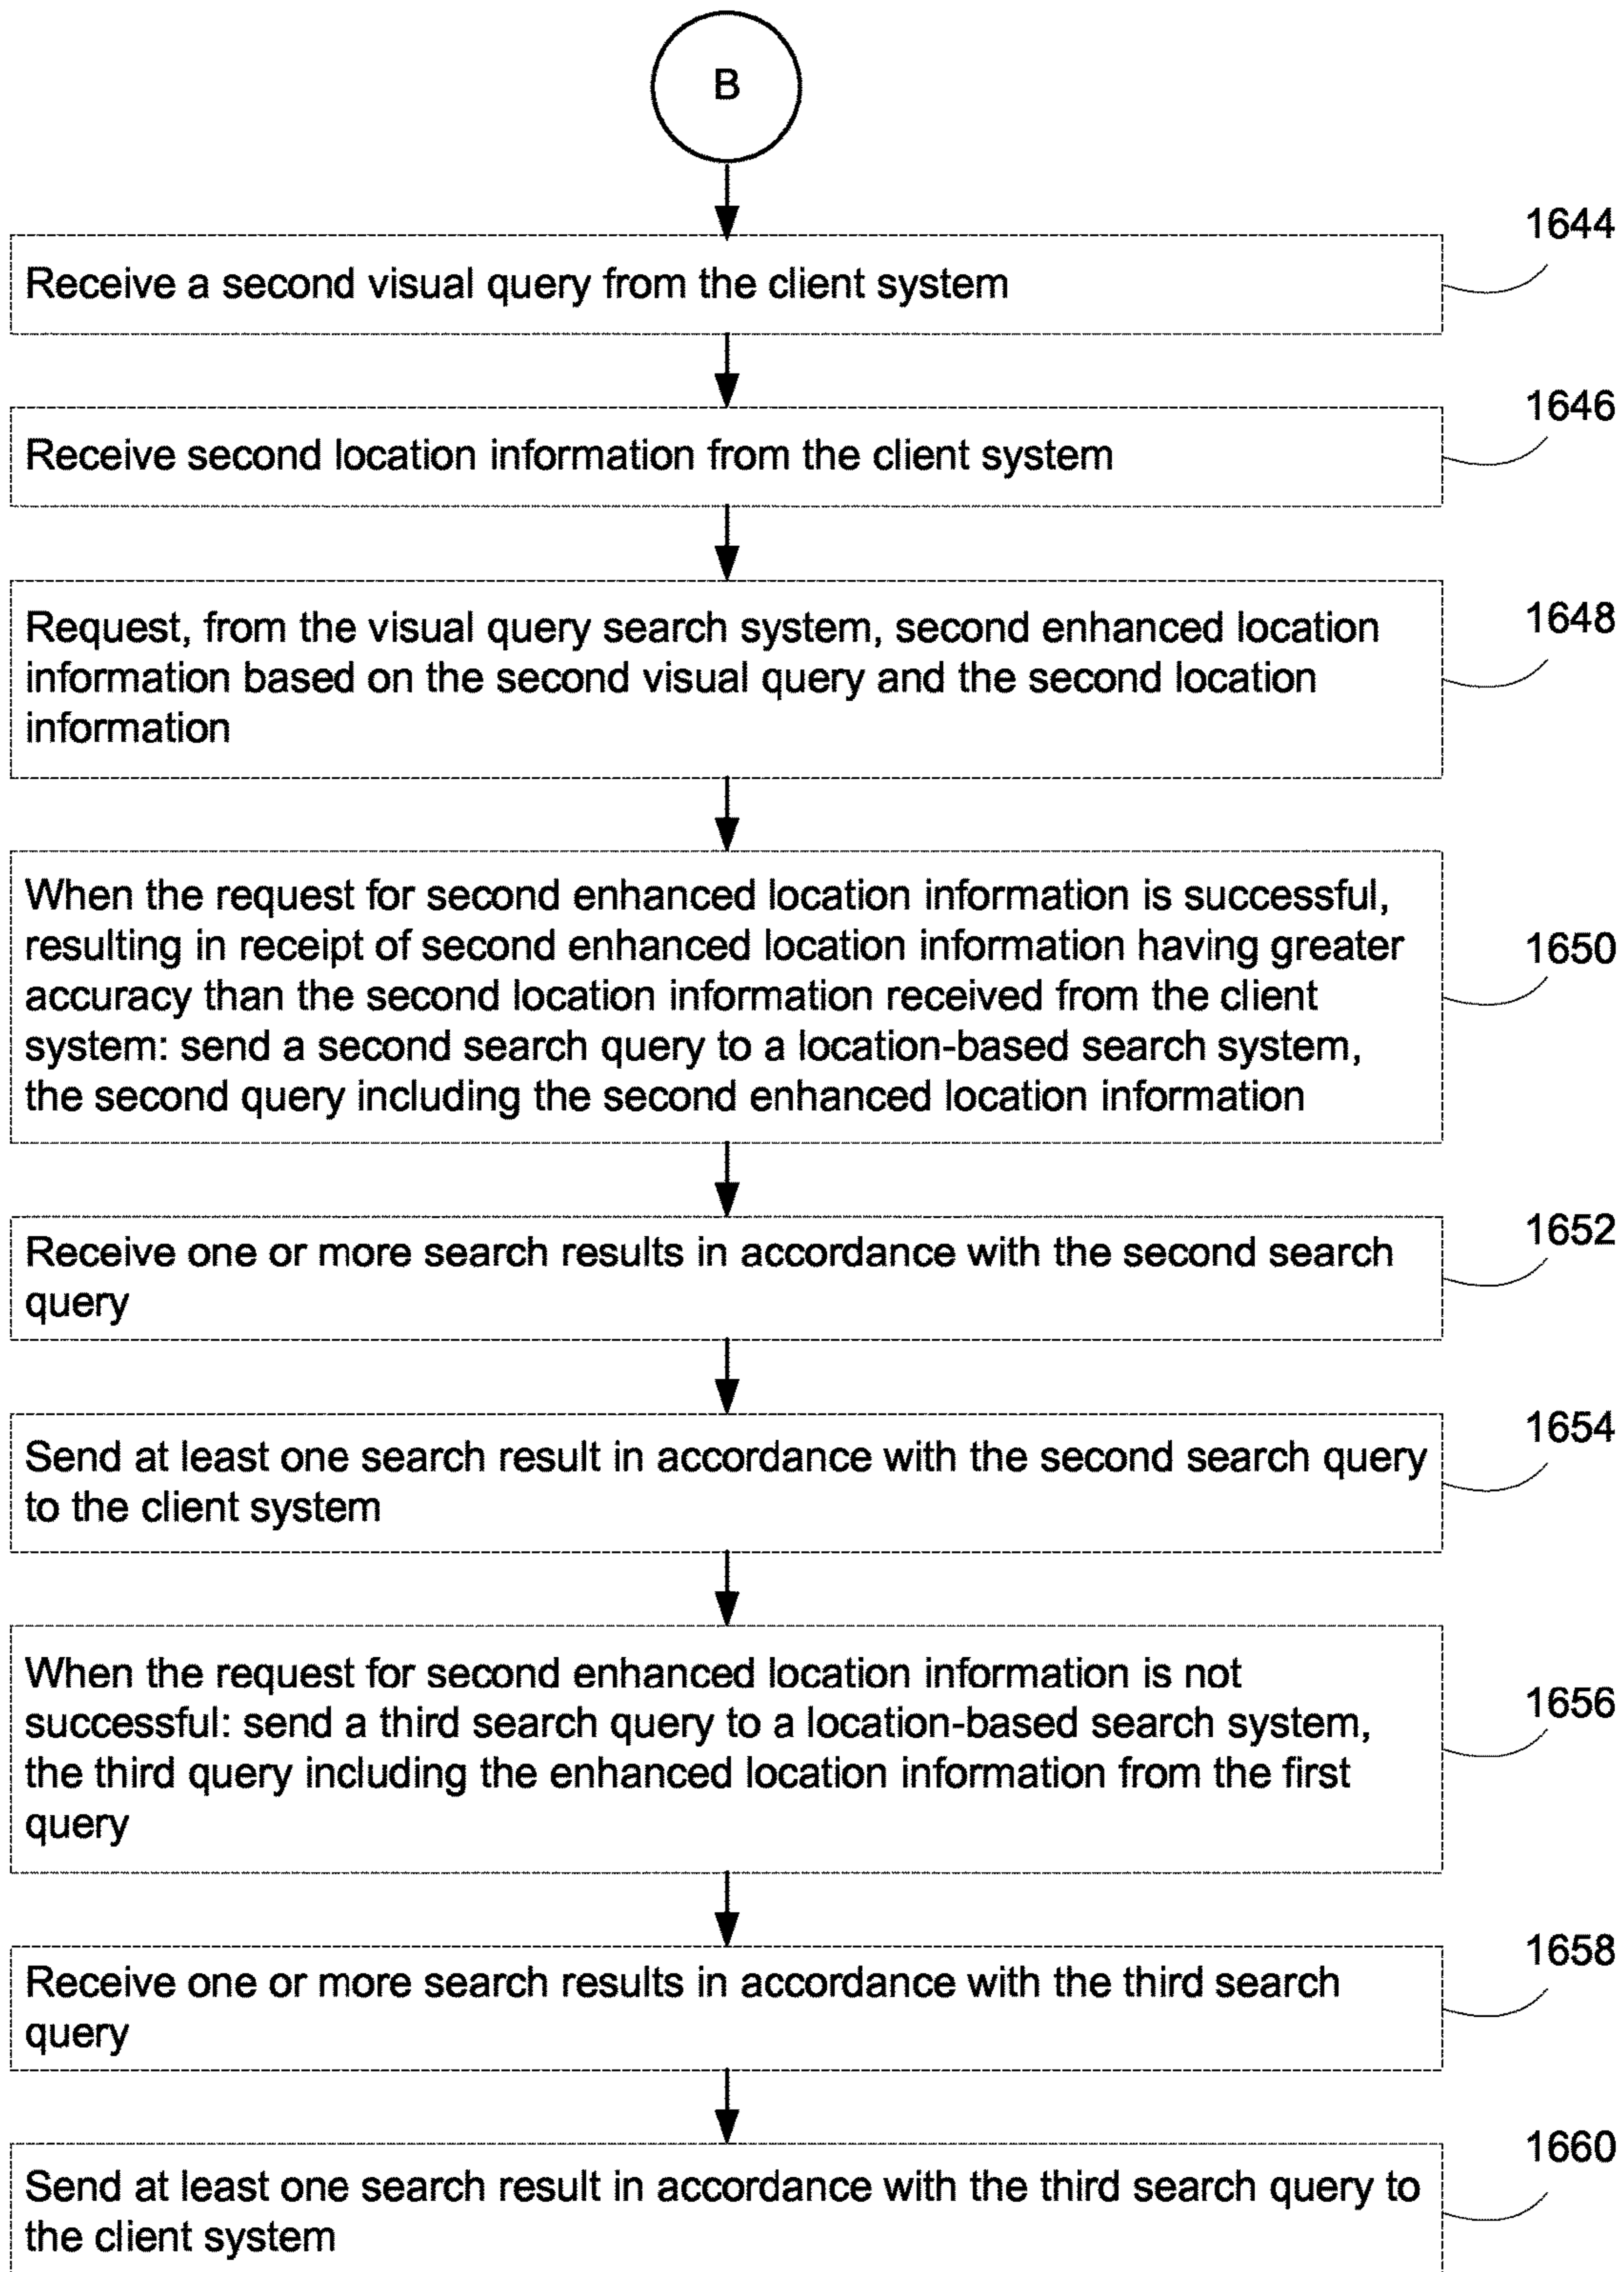 B
1644
Receive a second visual query from the client system
1646
Receive second location information from the client system
1648
Request, from the visual query search system, second enhanced location
information based on the second visual query and the second location
information
1650
When the request for second enhanced location information is successful,
resulting in receipt of second enhanced location information having greater
accuracy than the second location information received from the client
system: send a second search query to a location-based search system,
the second query including the second enhanced location information
1652
Receive one or more search results in accordance with the second search
query
1654
Send at least one search result in accordance with the second search query
to the client system
1656
When the request for second enhanced location information is not
successful: send a third search query to a location-based search system,
the third query including the enhanced location information from the first
query
1658
Receive one or more search results in accordance with the third search
query
1660
Send at least one search result in accordance with the third search query to
the client system